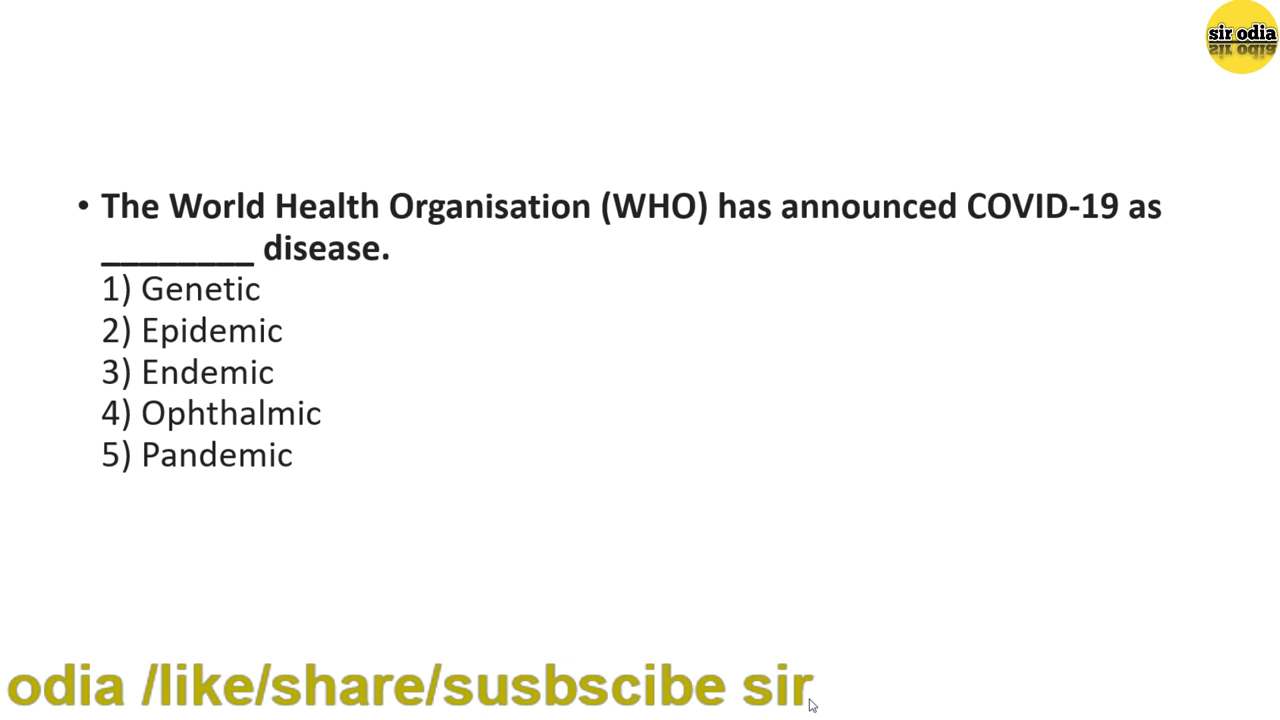 sir odia
• The World Health Organisation (WHO) has announced COVID-19 as
________ disease.
1) Genetic
2) Epidemic
3) Endemic
4) Ophthalmic
5) Pandemic
odia /like/share/susbscibe sir